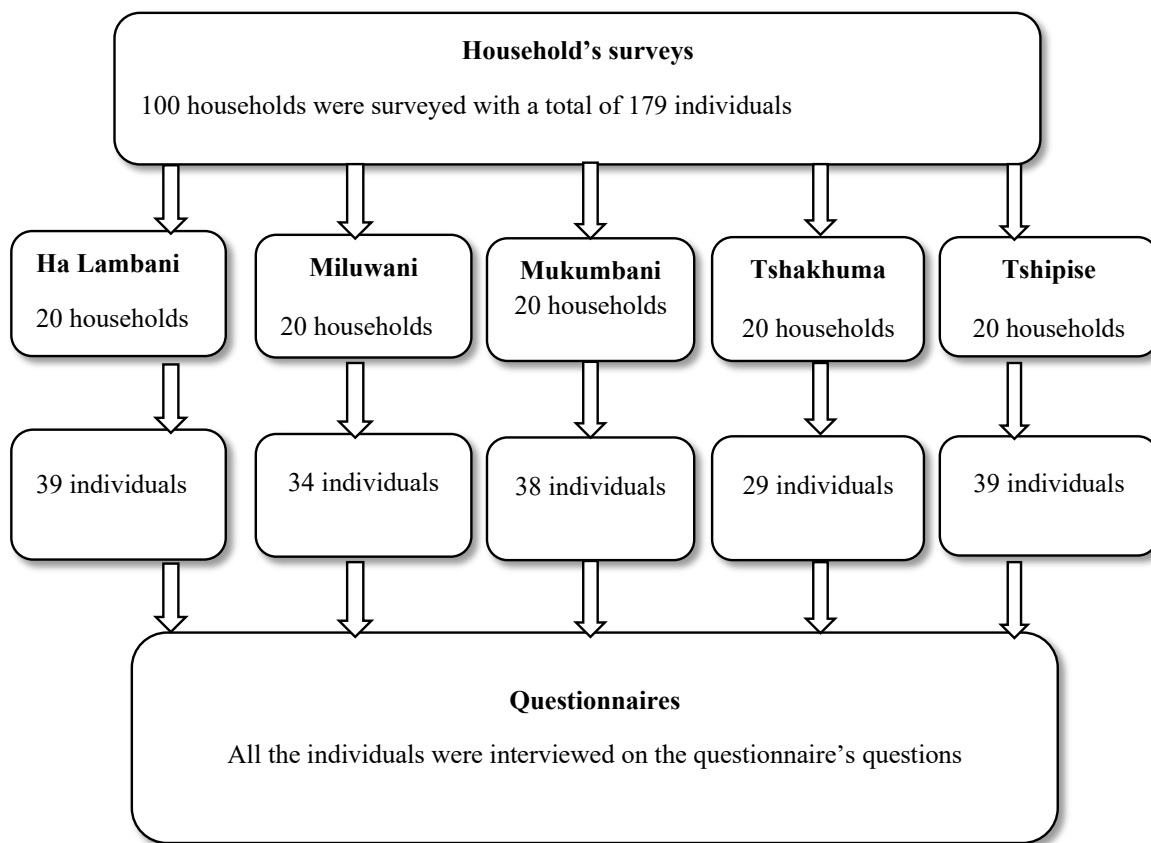 Household’s surveys
100 households were surveyed with a total of 179 individuals
Ha Lambani
20 households
Miluwani
20 households
Mukumbani
20 households
Tshakhuma
20 households
Tshipise
20 households
39 individuals
34 individuals
38 individuals
29 individuals
39 individuals
Questionnaires
All the individuals were interviewed on the questionnaire’s questions